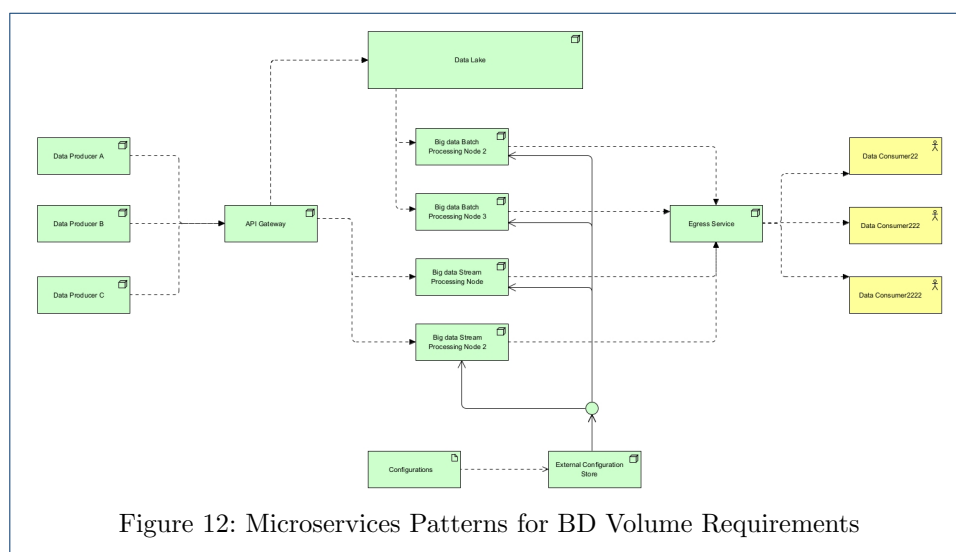 Data Lake
Big data Batch
Processing Node 2
Data Producer A
Data Consumer22
Big data Batch
Processing Node 3
Data Producer B
API Gateway
Egress Service
Data Consumer222
Big data Stream
Processing Node
Data Producer C
Data Consumer2222
Big data Stream
Processing Node 2
Configurations
External Configuration
Store
Figure 12: Microservices Patterns for BD Volume Requirements